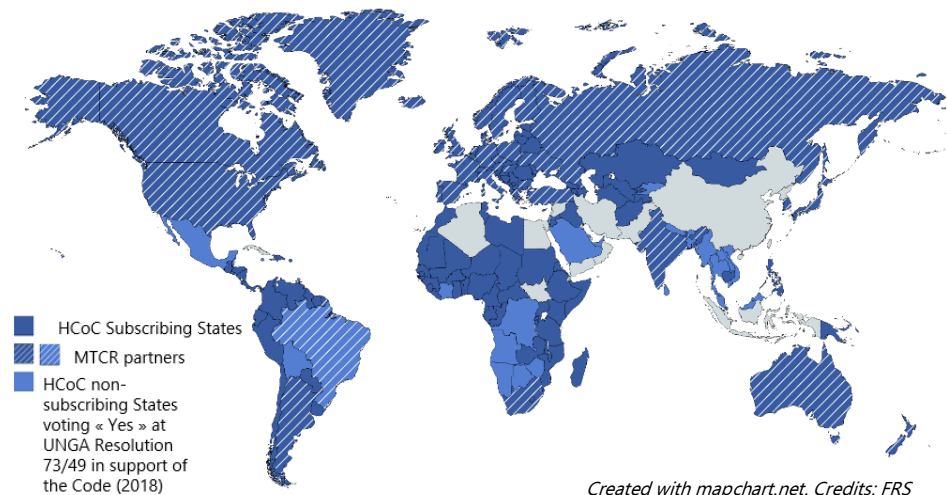 HCoC Subscribing States
MTCR partners
HCoC non-
subscribing States
voting « Yes » at
UNGA Resolution
73/49 in support of
the Code (2018)
Created with mapchart.net. Credits: FRS